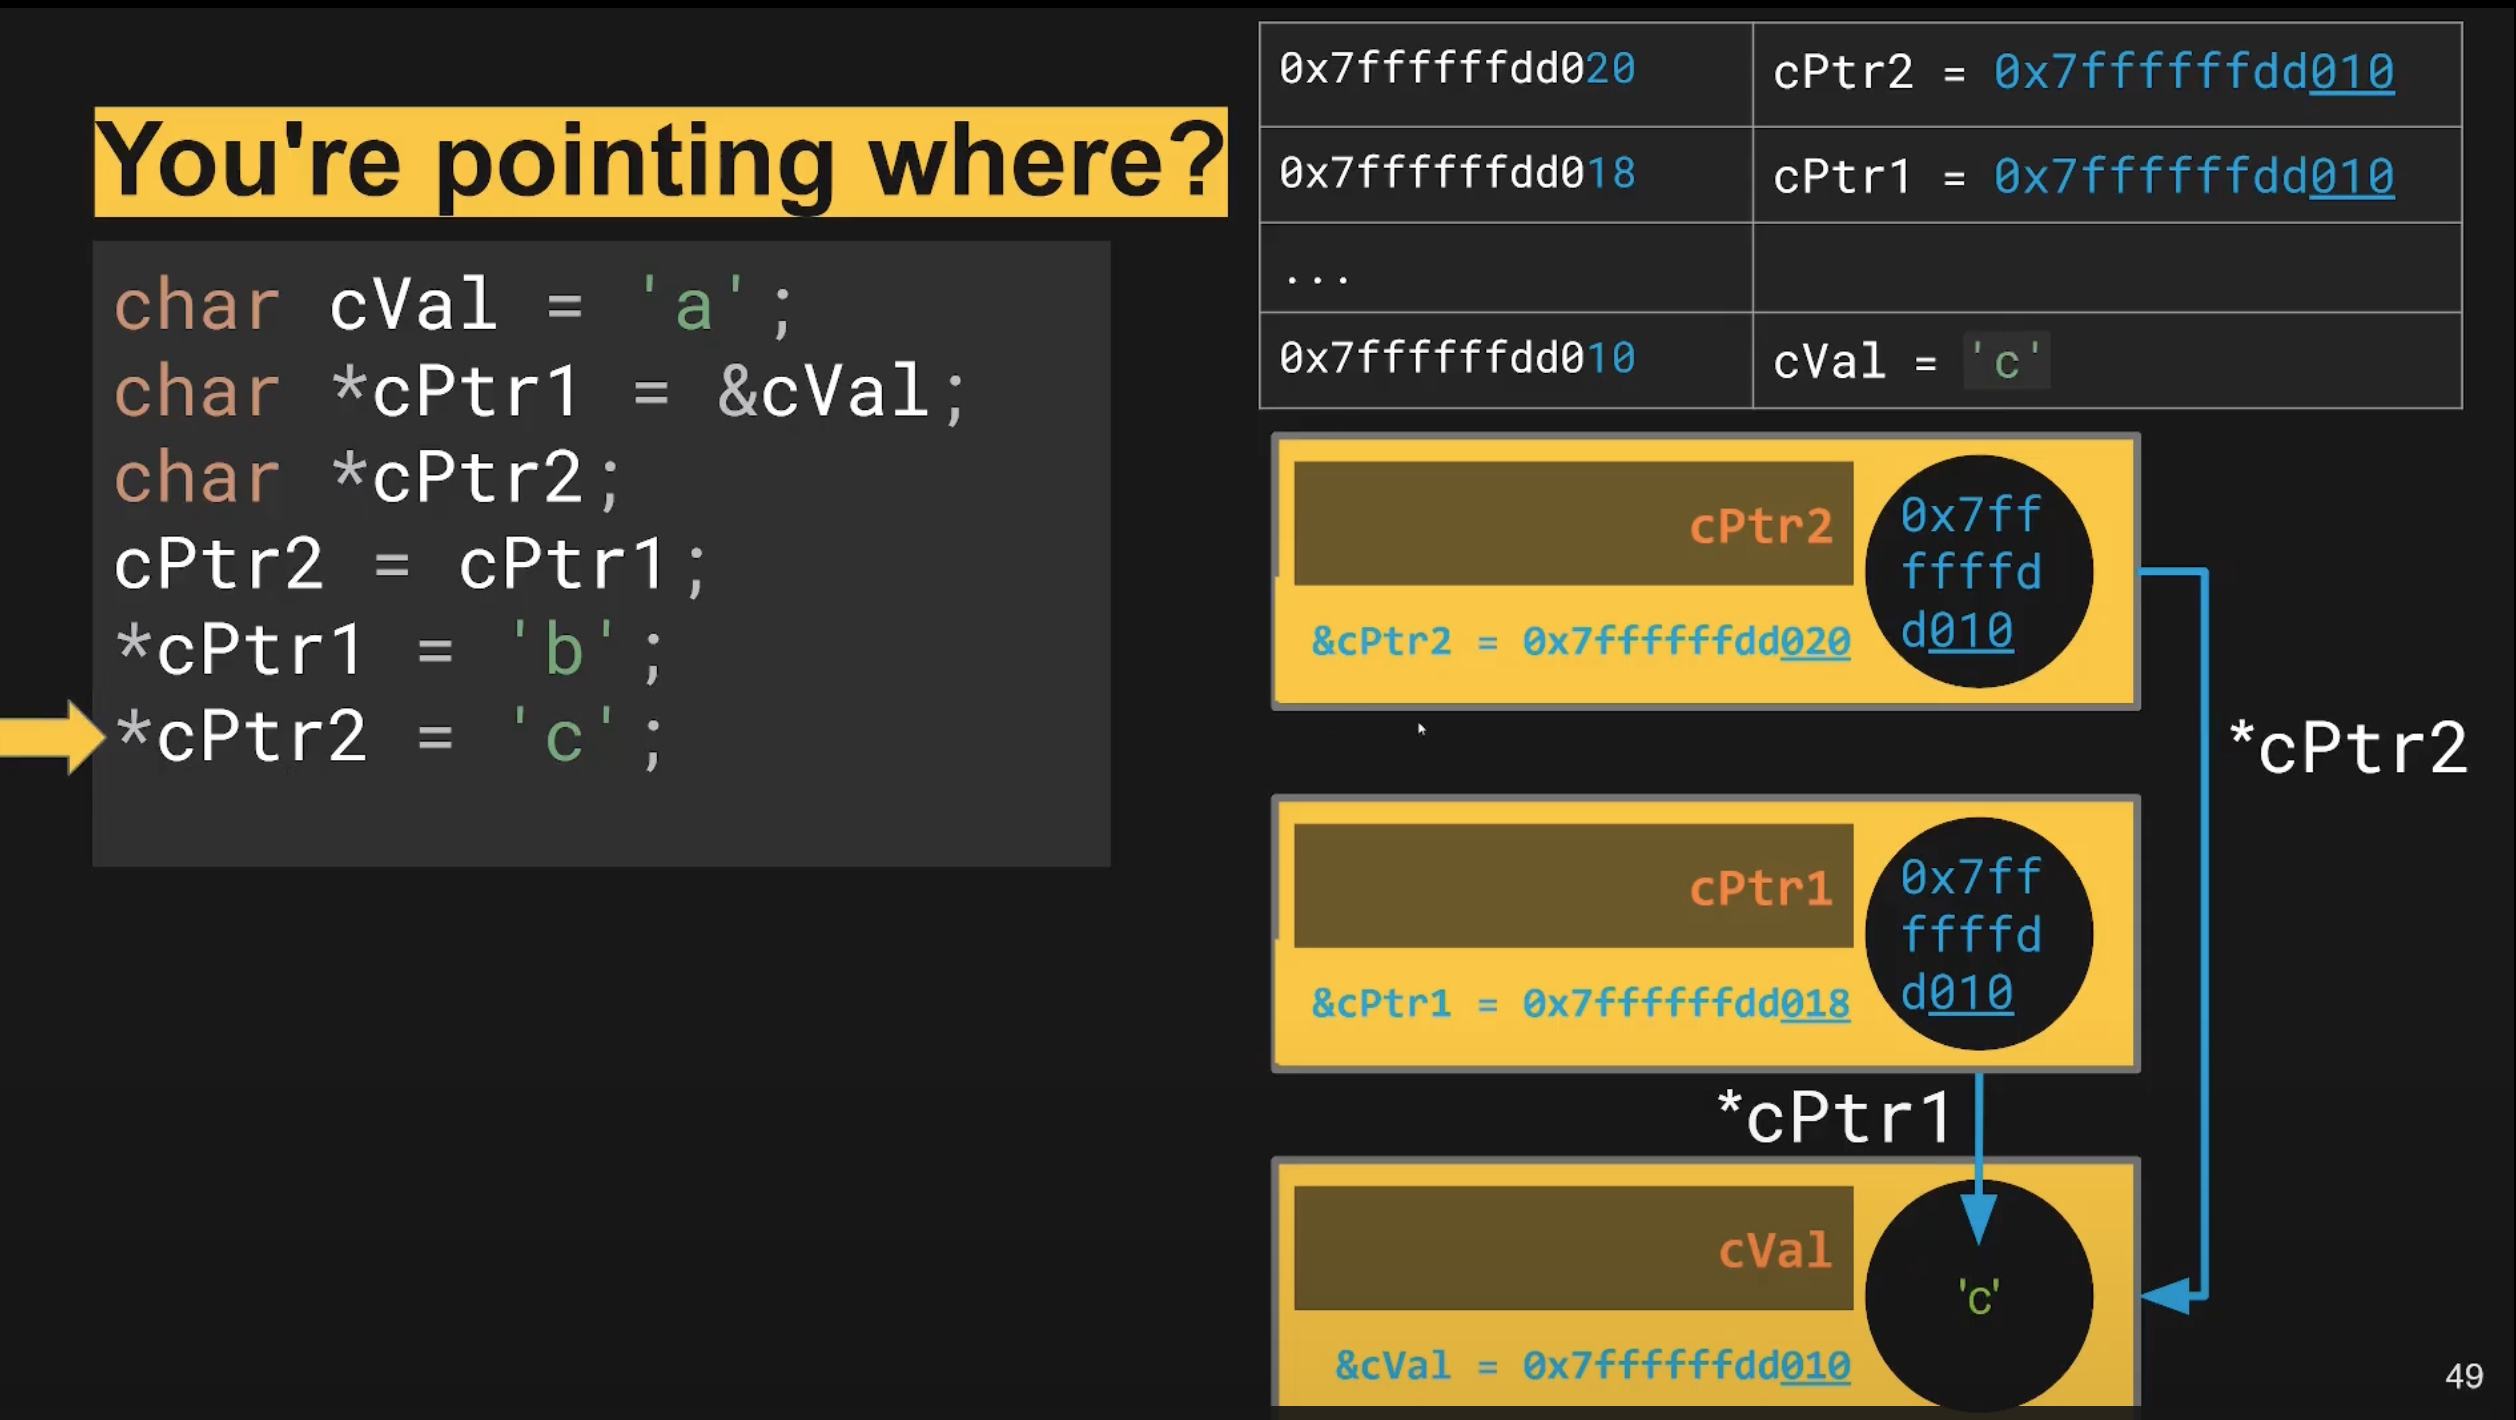 You're pointing where?
char cVal = 'a';
char *cPtr1 = &cVal;
char *cPtr2;
cPtr2 = cPtr1;
*cPtr1 = 'b';
*cPtr2 = 'c';
0x7ffffffdd020 cPtr2 = 0x7ffffffdd010
0x7ffffffdd018 cPtr1 = 0x7ffffffdd010
...
0x7ffffffdd010 cVal = 'c'
cPtr2
&cPtr2 = 0x7ffffffdd020
0x7ff
ffffd
d010
*cPtr2
cPtr1
&cPtr1 = 0x7ffffffdd018
0x7ff
ffffd
d010
*cPtr1
cVal
&cVal = 0x7ffffffdd010
'c'
49